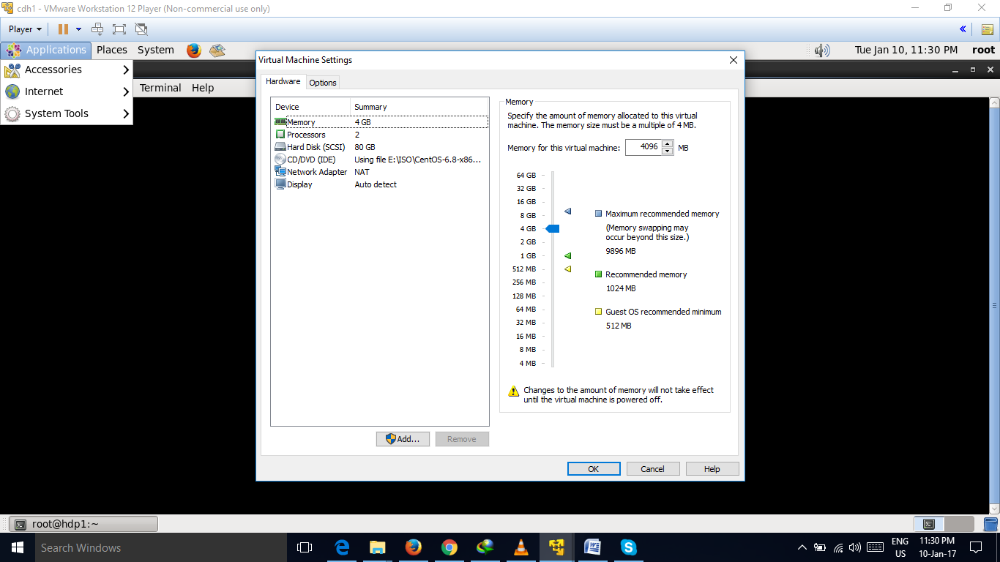 cdh1 - VMware Workstation 12 Player (Non-commercial use only)
Player
Applications Places System Tue Jan 10, 11:30 PM root
Accessories
Internet
System Tools
Terminal Help
Virtual Machine Settings
Hardware Options
Device Summary
Memory 4 GB
Processors 2
Hard Disk (SCSI) 80 GB
CD/DVD (IDE) Using file E:\ISO\CentOS-6.8-x86...
Network Adapter NAT
Display Auto detect
Add... Remove
Memory
Specify the amount of memory allocated to this virtual
machine. The memory size must be a multiple of 4 MB.
Memory for this virtual machine: 4096 MB
64 GB
32 GB
16 GB
8 GB
4 GB
2 GB
1 GB
512 MB
256 MB
128 MB
64 MB
32 MB
16 MB
8 MB
4 MB
Maximum recommended memory
(Memory swapping may
occur beyond this size.)
9896 MB
Recommended memory
1024 MB
Guest OS recommended minimum
512 MB
Changes to the amount of memory will not take effect
until the virtual machine is powered off.
OK Cancel Help
root@hdp1:~
Search Windows
ENG
US
11:30 PM
10-Jan-17